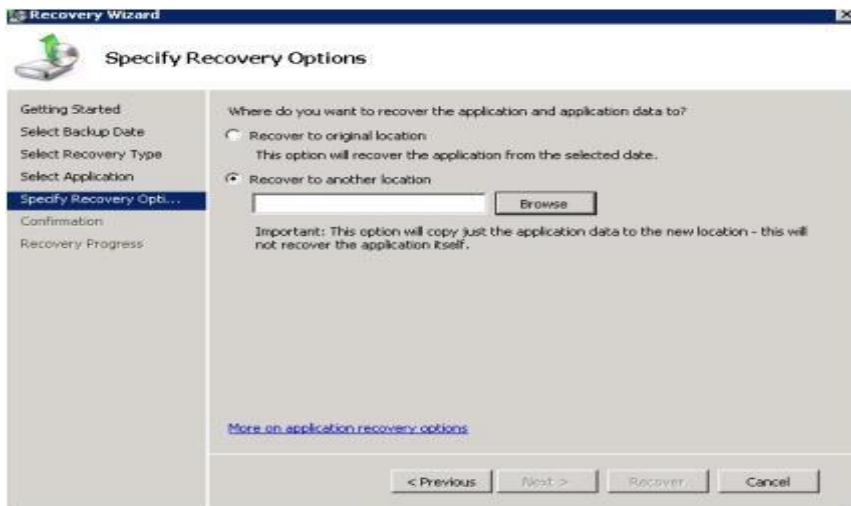 Recovery Wizard
Specify Recovery Options
Getting Started
Select Backup Date
Select Recovery Type
Select Application
Specify Recovery Opti...
Confirmation
Recovery Progress
Where do you want to recover the application and application data to?
Recover to original location
This option will recover the application from the selected date.
Recover to another location
Browse
Important: This option will copy just the application data to the new location - this will
not recover the application itself.
More on application recovery options
< Previous
Next >
Recover
Cancel